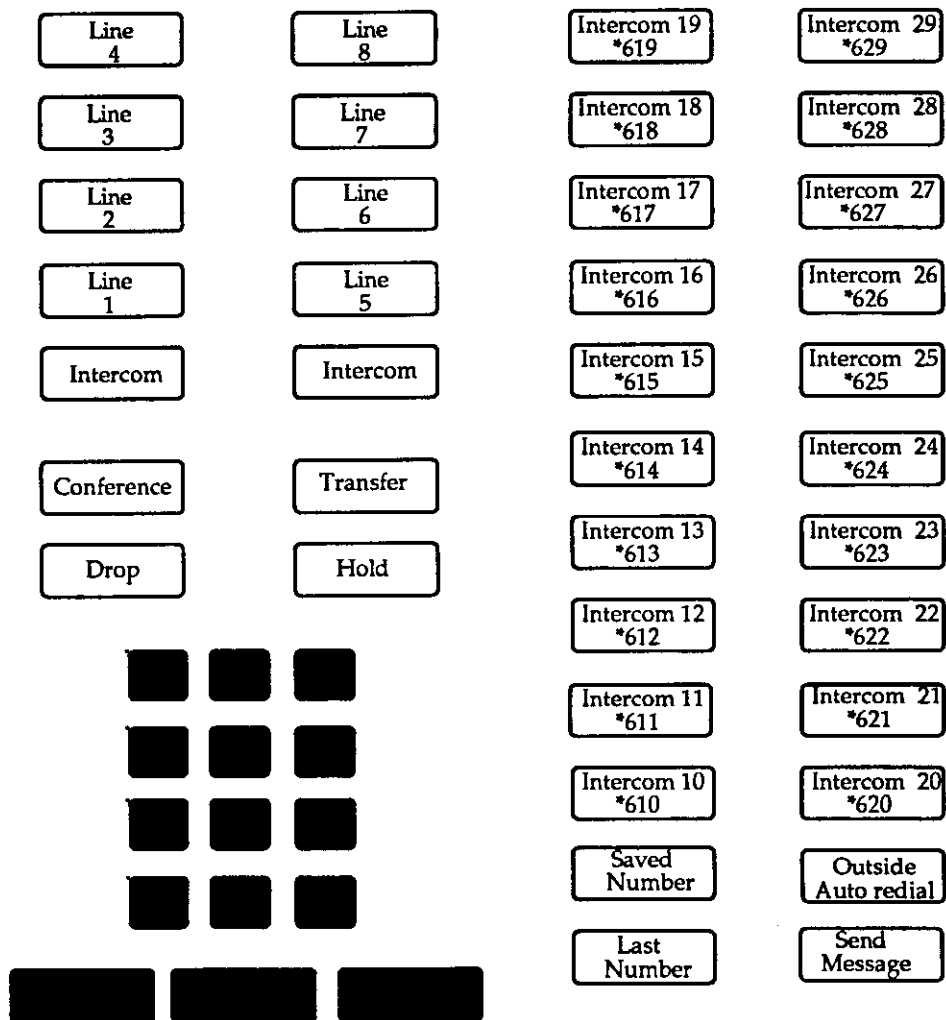 Line
4
Line
8
Intercom 19
*619
Intercom 29
*629
Line
3
Line
7
Intercom 18
*618
Intercom 28
*628
Line
2
Line
6
Intercom 17
*617
Intercom 27
*627
Line
1
Line
5
Intercom 16
*616
Intercom 26
*626
Intercom
Intercom
Intercom 15
*615
Intercom 25
*625
Conference
Transfer
Intercom 14
*614
Intercom 24
*624
Drop
Hold
Intercom 13
*613
Intercom 23
*623
Intercom 12
*612
Intercom 22
*622
Intercom 11
*611
Intercom 21
*621
Intercom 10
*610
Intercom 20
*620
Saved
Number
Outside
Auto redial
Last
Number
Send
Message